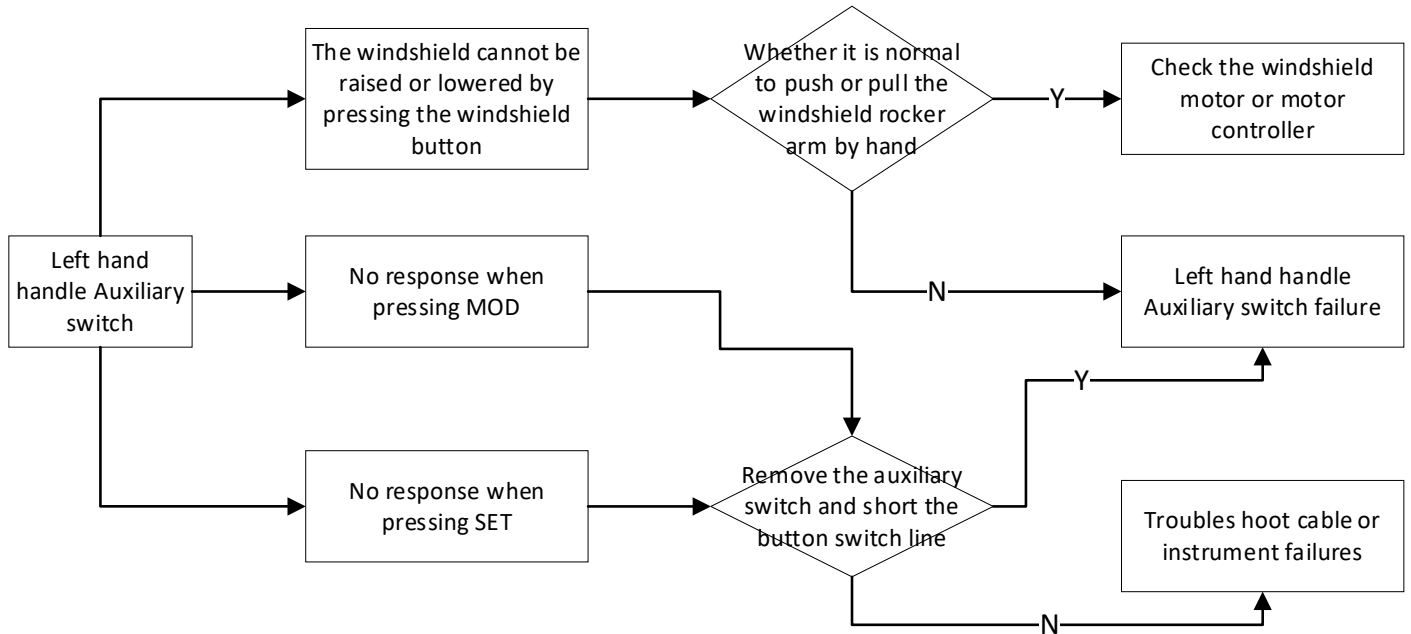 The windshield cannot be
raised or lowered by
pressing the windshield
button
Whether it is normal
to push or pull the
windshield rocker
arm by hand
Y
Check the windshield
motor or motor
controller
Left hand
handle Auxiliary
switch
No response when
pressing MOD
N
Left hand handle
Auxiliary switch failure
Y
No response when
pressing SET
Remove the auxiliary
switch and short the
button switch line
Troubles hoot cable or
instrument failures
N